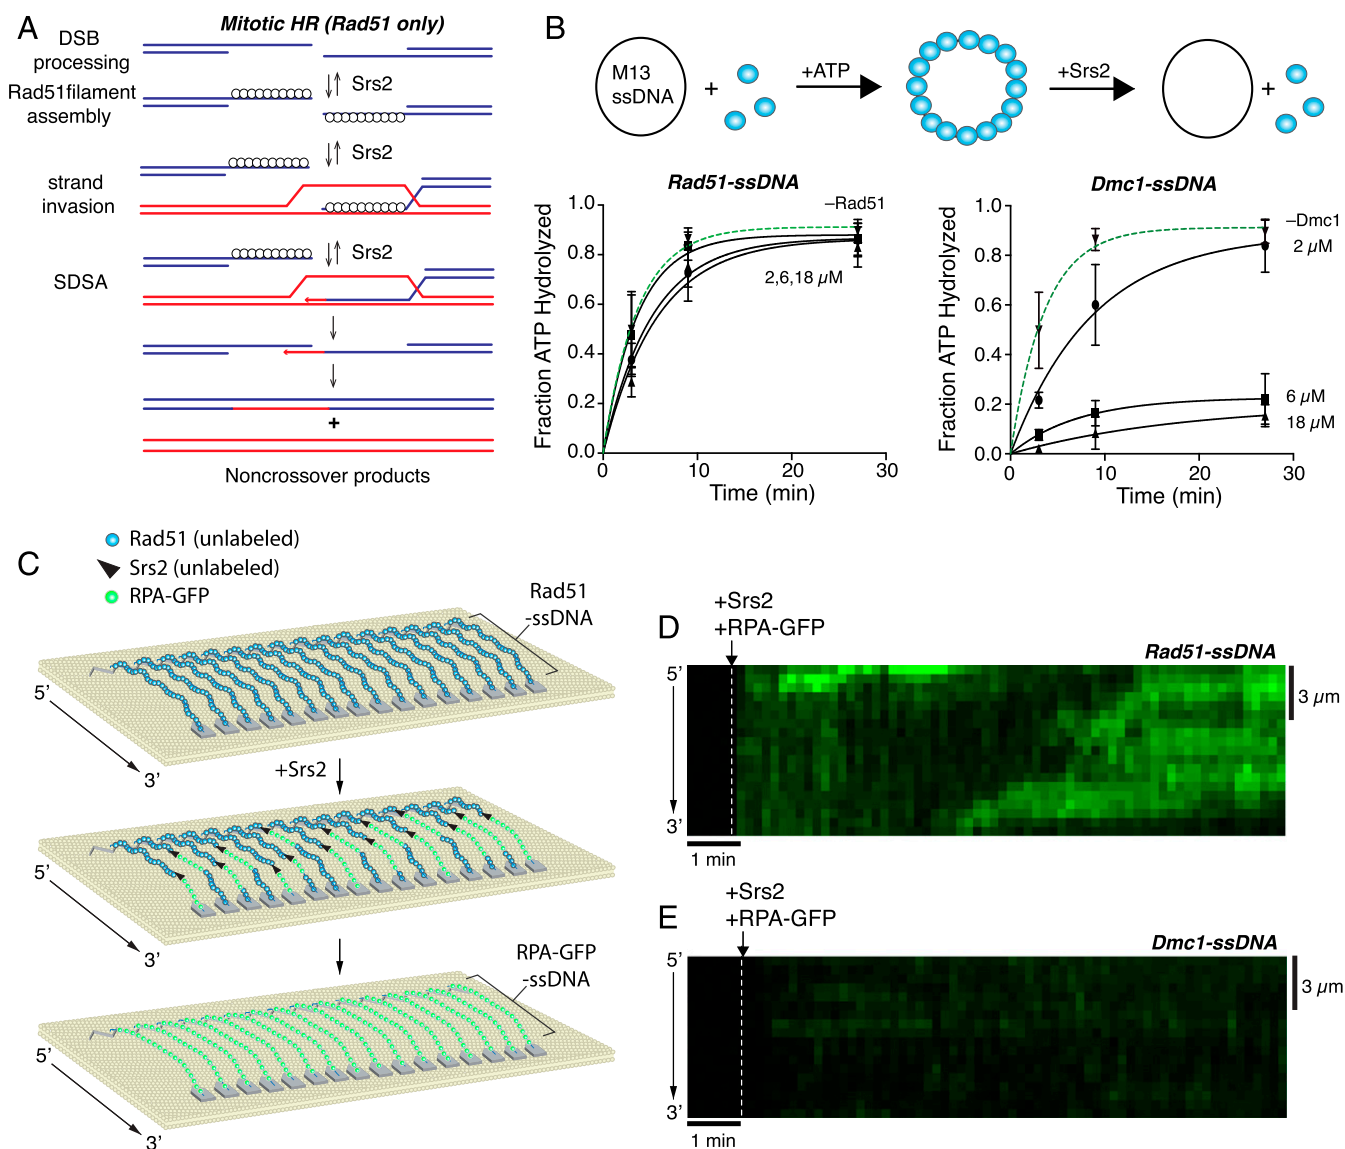 A
Mitotic HR (Rad51 only)
DSB
processing
Srs2
Rad51filament
assembly
Srs2
strand
invasion
Srs2
SDSA
+
Noncrossover products
B
M13
ssDNA
+
+ATP
+Srs2
+
Rad51-ssDNA
Fraction ATP Hydrolyzed
1.0
0.8
0.6
0.4
0.2
0.0
–Rad51
2,6,18 µM
0
10
20
30
Time (min)
Dmc1-ssDNA
Fraction ATP Hydrolyzed
1.0
0.8
0.6
0.4
0.2
0.0
–Dmc1
2 µM
6 µM
18 µM
0
10
20
30
Time (min)
C
Rad51 (unlabeled)
Srs2 (unlabeled)
RPA-GFP
Rad51
-ssDNA
5’
3’
+Srs2
5’
3’
RPA-GFP
-ssDNA
5’
3’
D
+Srs2
+RPA-GFP
Rad51-ssDNA
5’
3’
3 µm
1 min
E
+Srs2
+RPA-GFP
Dmc1-ssDNA
5’
3’
3 µm
1 min